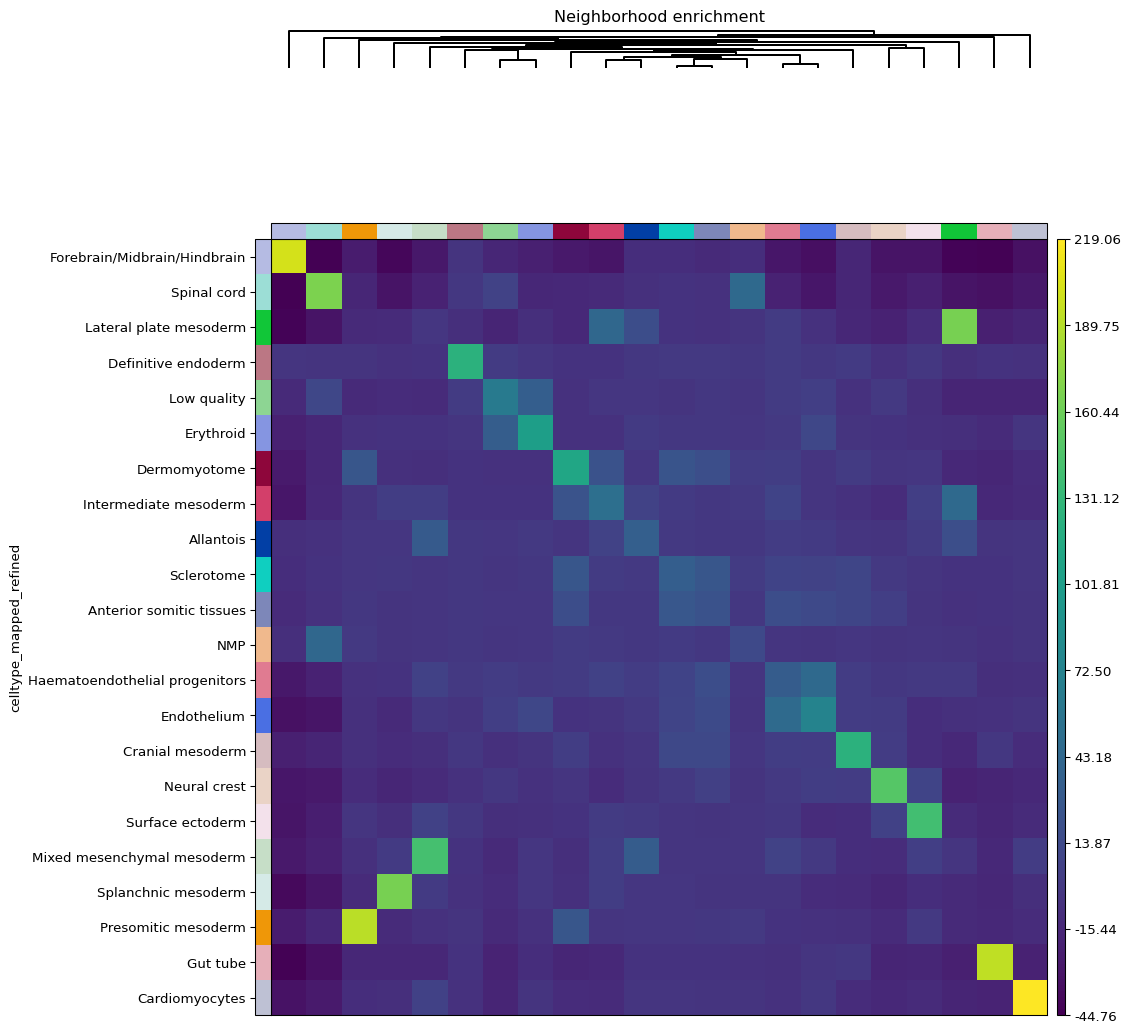 Neighborhood enrichment
Forebrain/Midbrain/Hindbrain
Spinal cord
Lateral plate mesoderm
Definitive endoderm
Low quality
Erythroid
Dermomyotome
Intermediate mesoderm
Allantois
Sclerotome
Anterior somitic tissues
NMP
Haematoendothelial progenitors
Endothelium
Cranial mesoderm
Neural crest
Surface ectoderm
Mixed mesenchymal mesoderm
Splanchnic mesoderm
Presomitic mesoderm
Gut tube
Cardiomyocytes
celltype_mapped_refined
219.06
189.75
160.44
131.12
101.81
72.50
43.18
13.87
-15.44
-44.76